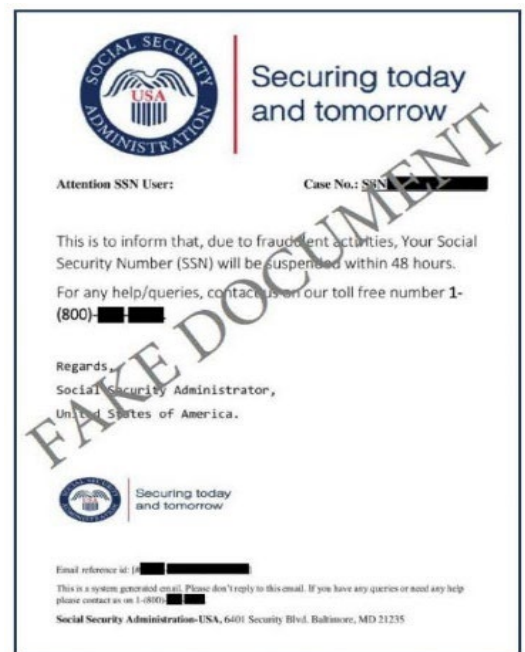 SOCIAL SECURITY
USA
ADMINISTRATION
Securing today
and tomorrow
Attention SSN User: Case No.: SSN
This is to inform that, due to fraudulent activities, Your Social
Security Number (SSN) will be suspended within 48 hours.
For any help/queries, contact us on our toll free number 1-
(800)-
FAKE DOCUMENT
Regards,
Social Security Administrator,
United States of America.
USA
Securing today
and tomorrow
Email reference id: [#
This is a system generated email. Please don't reply to this email. If you have any queries or need any help
please contact us on 1-(800)-
Social Security Administration-USA, 6401 Security Blvd. Baltimore, MD 21235